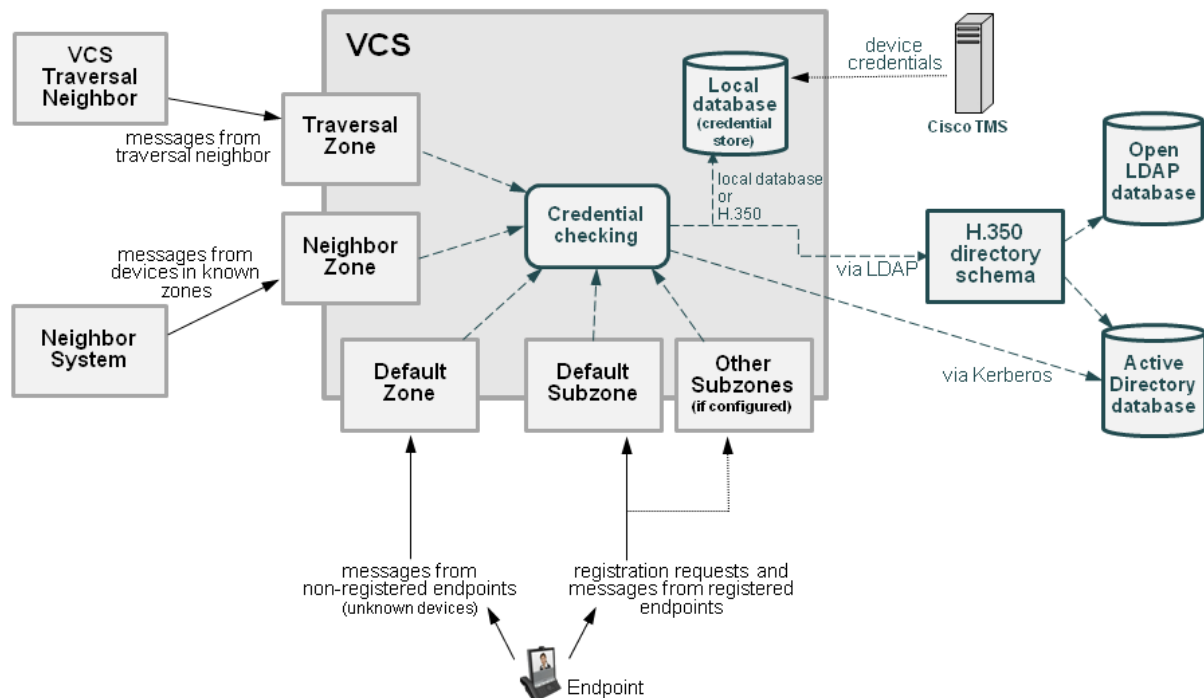 VCS
Traversal
Neighbor
VCS
messages from
traversal neighbor
Traversal
Zone
Local
database
(credential
store)
device
credentials
Cisco TMS
Open
LDAP
database
local database
or
H.350
Credential
checking
Neighbor
Zone
messages from
devices in known
zones
via LDAP
H.350
directory
schema
Neighbor
System
Default
Zone
Default
Subzone
Other
Subzones
(if configured)
via Kerberos
Active
Directory
database
messages from
non-registered endpoints
(unknown devices)
registration requests and
messages from registered
endpoints
Endpoint